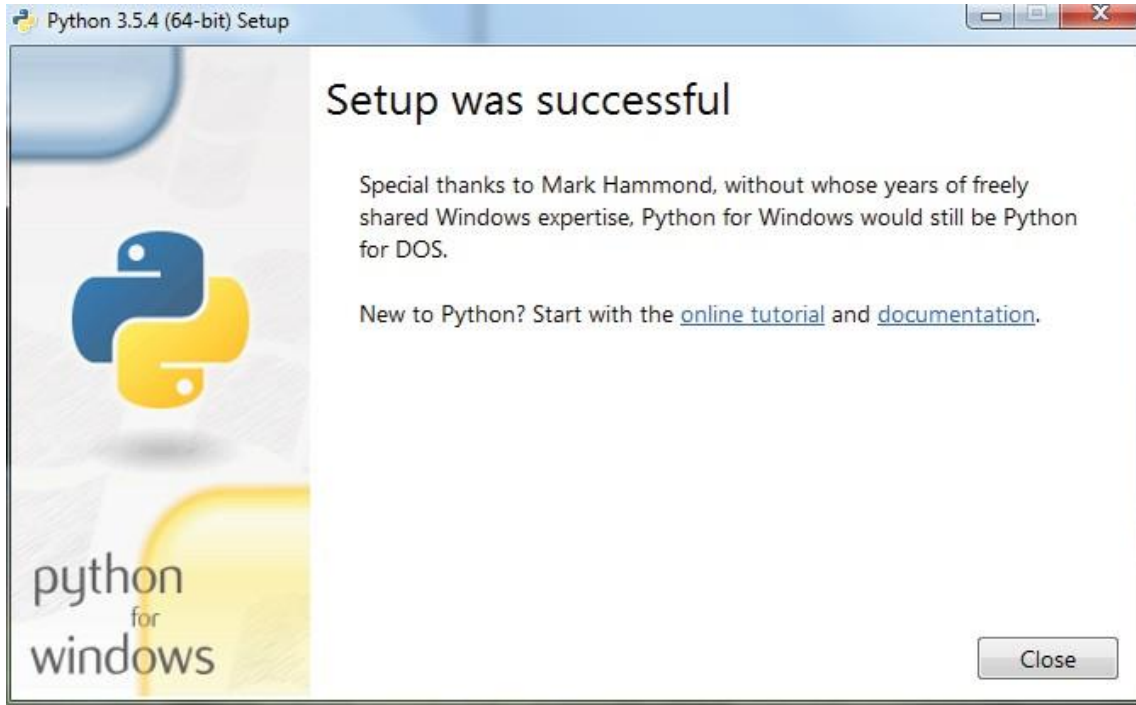 Python 3.5.4 (64-bit) Setup
Setup was successful
Special thanks to Mark Hammond, without whose years of freely
shared Windows expertise, Python for Windows would still be Python
for DOS.
New to Python? Start with the online tutorial and documentation.
python
for
windows
Close